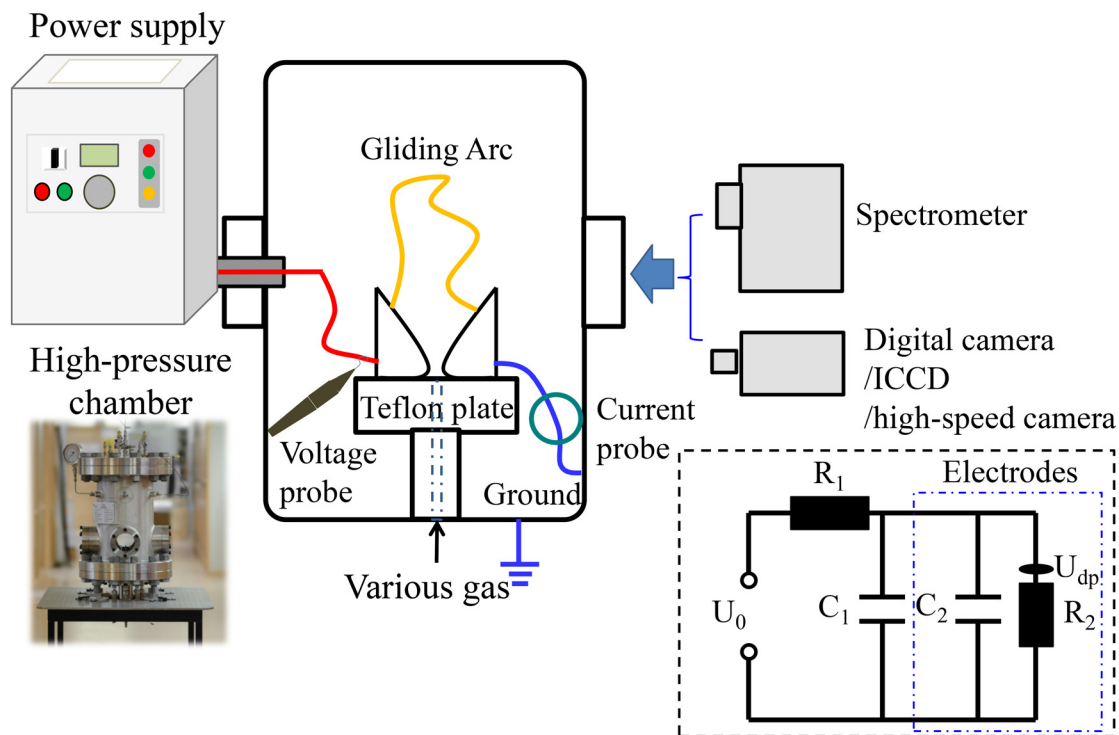 Power supply
Gliding Arc
Spectrometer
High-pressure
chamber
Digital camera
/ICCD
/high-speed camera
Teflon plate
Voltage
probe
Current
probe
Ground
Various gas
Electrodes
R1
Udp
U0
C1
C2
R2